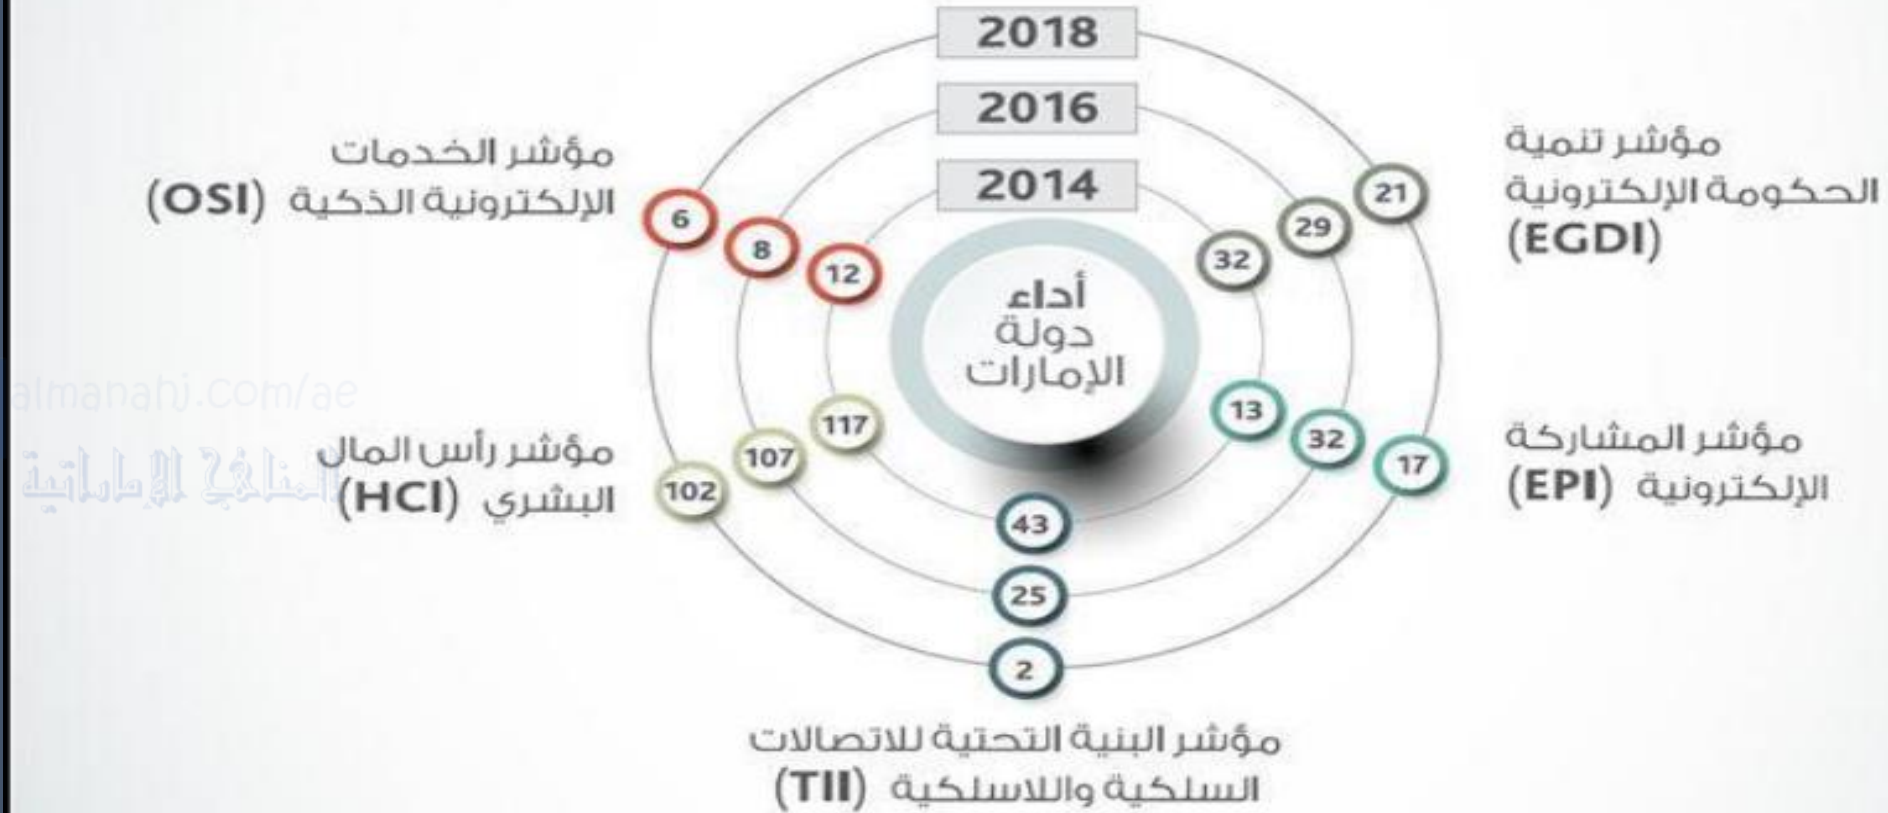 2018
2016
2014
أداء
دولة
الإمارات
مؤشر تنمية
الحكومة الإلكترونية
(EGDI)
21
29
32
مؤشر المشاركة
الإلكترونية (EPI)
13
32
17
43
25
2
مؤشر البنية التحتية للاتصالات
السلكية واللاسلكية (TII)
مؤشر رأس المال
البشري (HCI)
117
107
102
مؤشر الخدمات
الإلكترونية الذكية (OSI)
6
8
12
almanahj.com/ae
المناهج الإماراتية